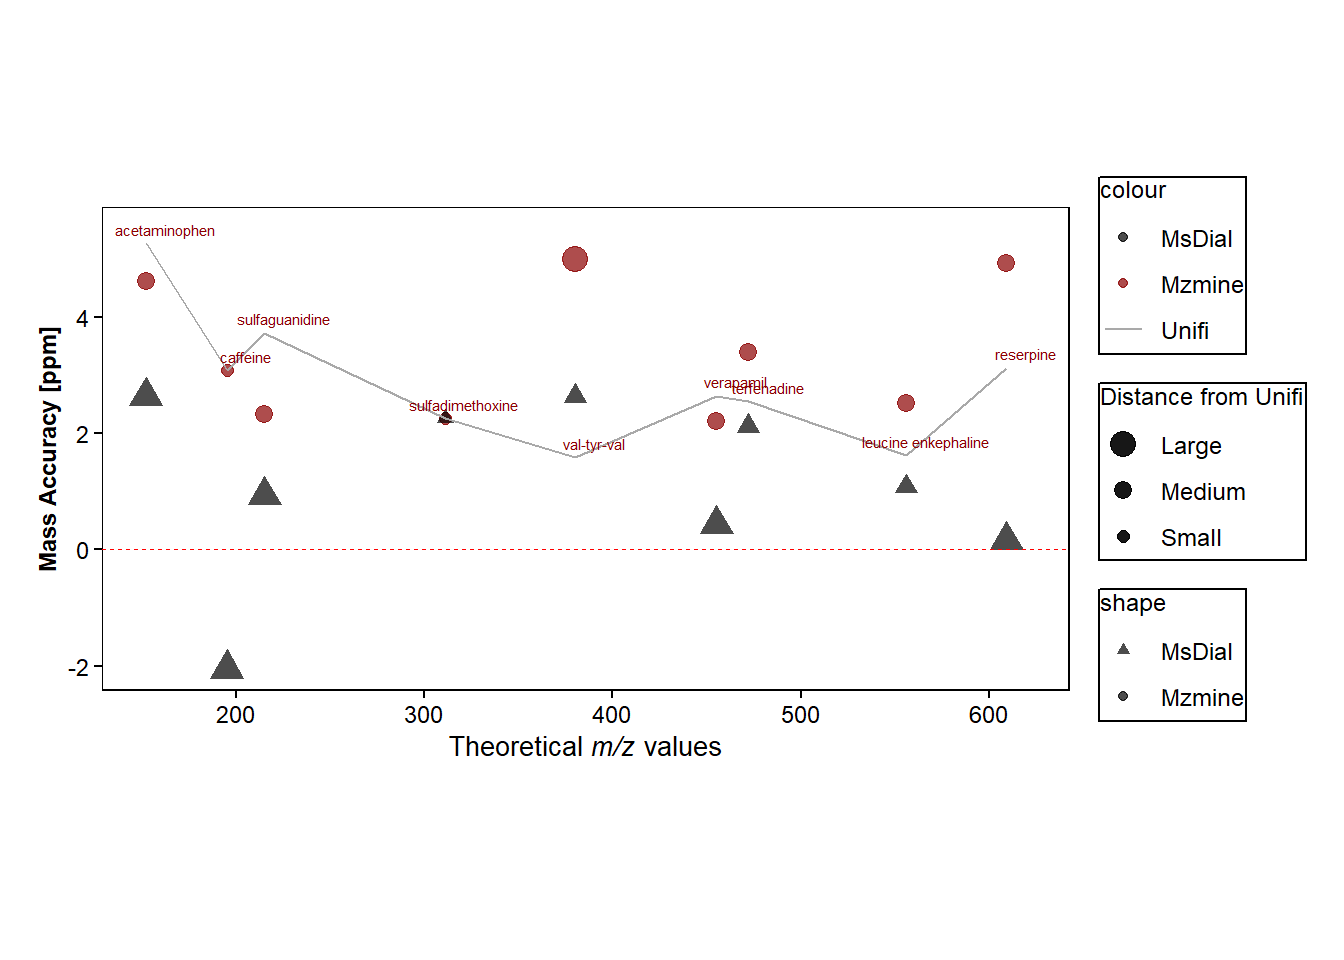 acetaminophen
sulfaguanidine
caffeine
sulfadimethoxine
val-tyr-val
verapamil
terfenadine
leucine enkephaline
reserpine
4
2
0
-2
200
300
400
500
600
Mass Accuracy [ppm]
Theoretical m/z values
colour
MsDial
Mzmine
Unifi
Distance from Unifi
Large
Medium
Small
shape
MsDial
Mzmine